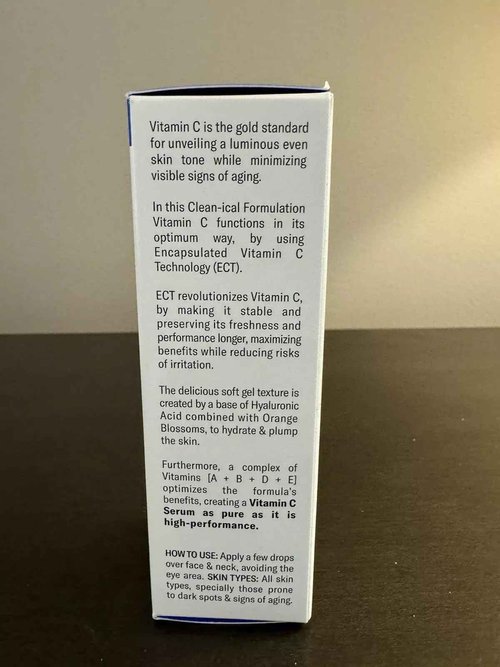 Vitamin C is the gold standard
for unveiling a luminous even
skin tone while minimizing
visible signs of aging.
In this Clean-ical Formulation
Vitamin C functions in its
optimum way, by using
Encapsulated Vitamin C
Technology (ECT).
ECT revolutionizes Vitamin C,
by making it stable and
preserving its freshness and
performance longer, maximizing
benefits while reducing risks
of irritation.
The delicious soft gel texture is
created by a base of Hyaluronic
Acid combined with Orange
Blossoms, to hydrate & plump
the skin.
Furthermore, a complex of
Vitamins [A + B + D + E]
optimizes the formula's
benefits, creating a Vitamin C
Serum as pure as it is
high-performance.
HOW TO USE: Apply a few drops
over face & neck, avoiding the
eye area. SKIN TYPES: All skin
types, specially those prone
to dark spots & signs of aging.